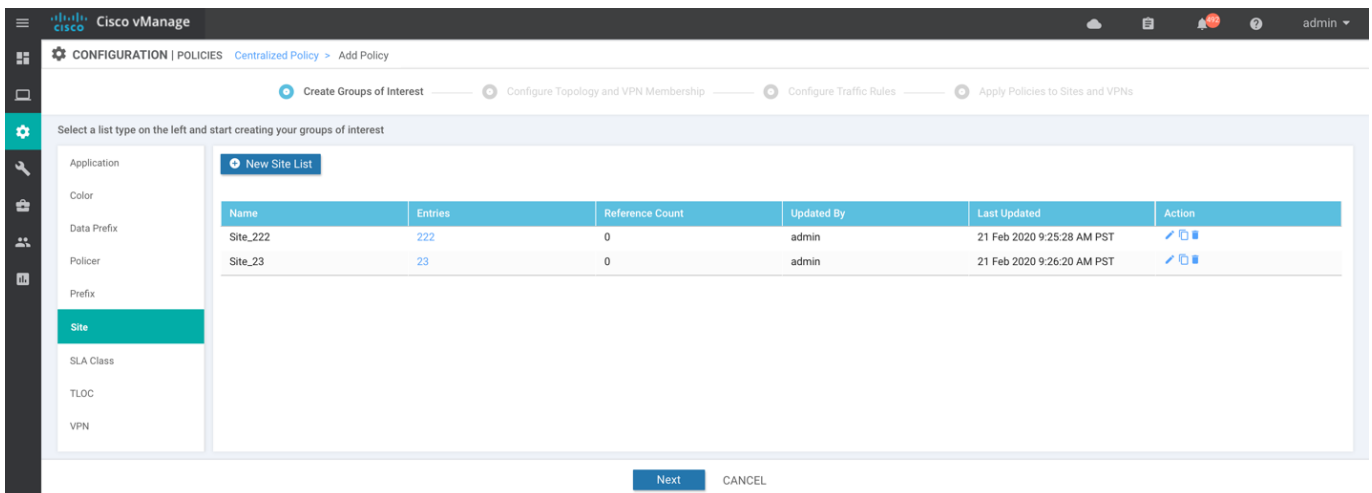 cisco Cisco vManage 492 admin
CONFIGURATION | POLICIES Centralized Policy > Add Policy
Create Groups of Interest Configure Topology and VPN Membership Configure Traffic Rules Apply Policies to Sites and VPNs
Select a list type on the left and start creating your groups of interest
Application
Color
Data Prefix
Policer
Prefix
Site
SLA Class
TLOC
VPN
New Site List
Name Entries Reference Count Updated By Last Updated Action
Site_222 222 0 admin 21 Feb 2020 9:25:28 AM PST
Site_23 23 0 admin 21 Feb 2020 9:26:20 AM PST
Next CANCEL